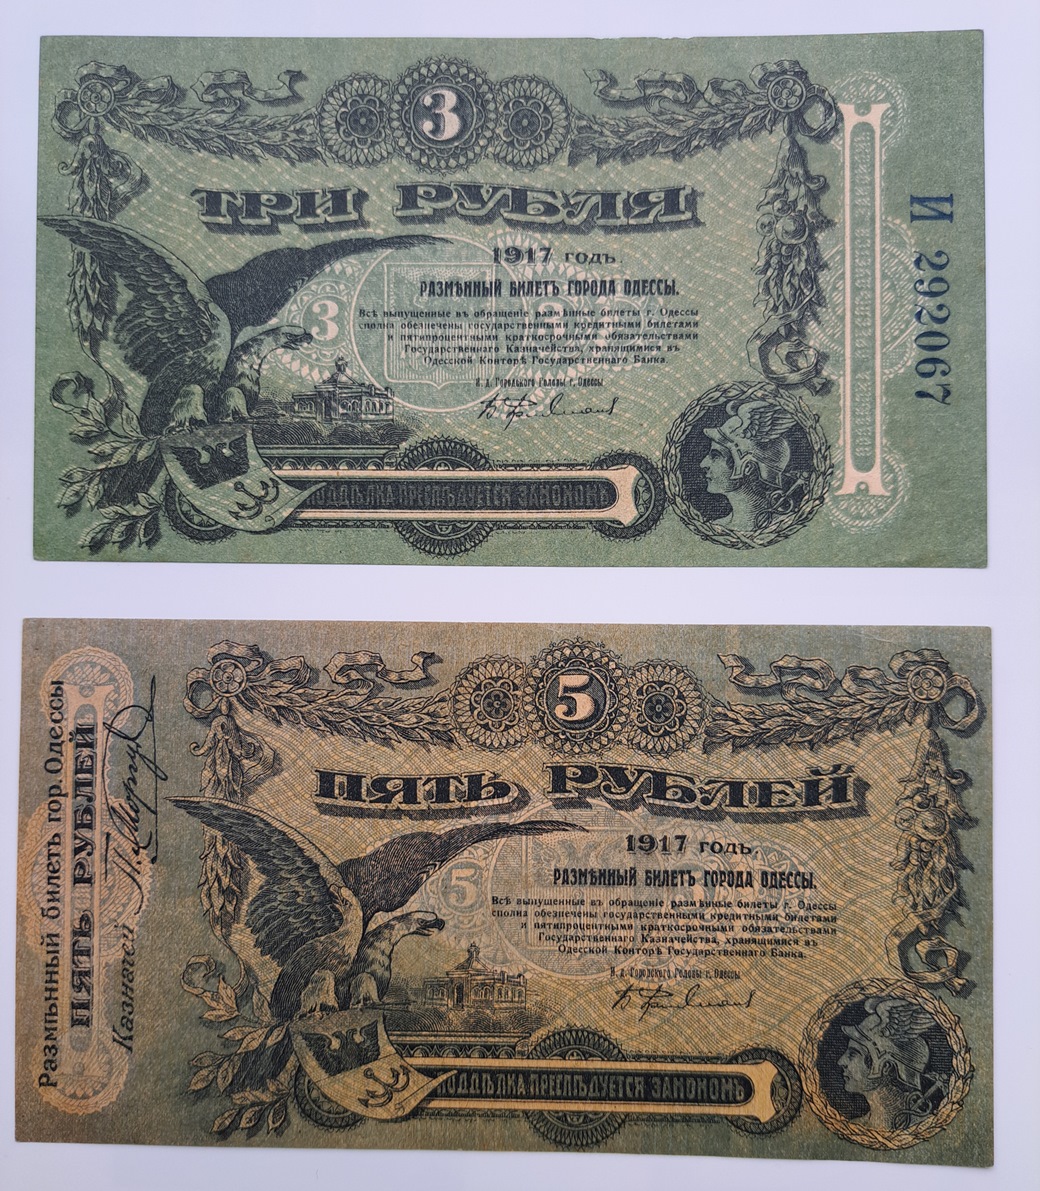 3
ТРИ РУБЛЯ
1917 годъ.
РАЗМѢННЫЙ БИЛЕТЪ ГОРОДА ОДЕССЫ.
3
3
Всѣ выпущенные въ обращеніе размѣнные билеты г. Одессы
сполна обезпечены государственными кредитными билетами
и пятипроцентными краткосрочными обязательствами
Государственнаго Казначейства, хранящимися въ
Одесской Конторѣ Государственнаго Банка.
И. д. Городского Головы г. Одессы
ПОДДѢЛКА ПРЕСЛѢДУЕТСЯ ЗАКОНОМЪ
И 292067
5
ПЯТЬ РУБЛЕЙ
1917 годъ.
РАЗМѢННЫЙ БИЛЕТЪ ГОРОДА ОДЕССЫ.
5
Всѣ выпущенные въ обращеніе размѣнные билеты г. Одессы
сполна обезпечены государственными кредитными билетами
и пятипроцентными краткосрочными обязательствами
Государственнаго Казначейства, хранящимися въ
Одесской Конторѣ Государственнаго Банка.
И. д. Городского Головы г. Одессы
ПОДДѢЛКА ПРЕСЛѢДУЕТСЯ ЗАКОНОМЪ
Размѣнный билетъ гор. Одессы
ПЯТЬ РУБЛЕЙ
Казначей